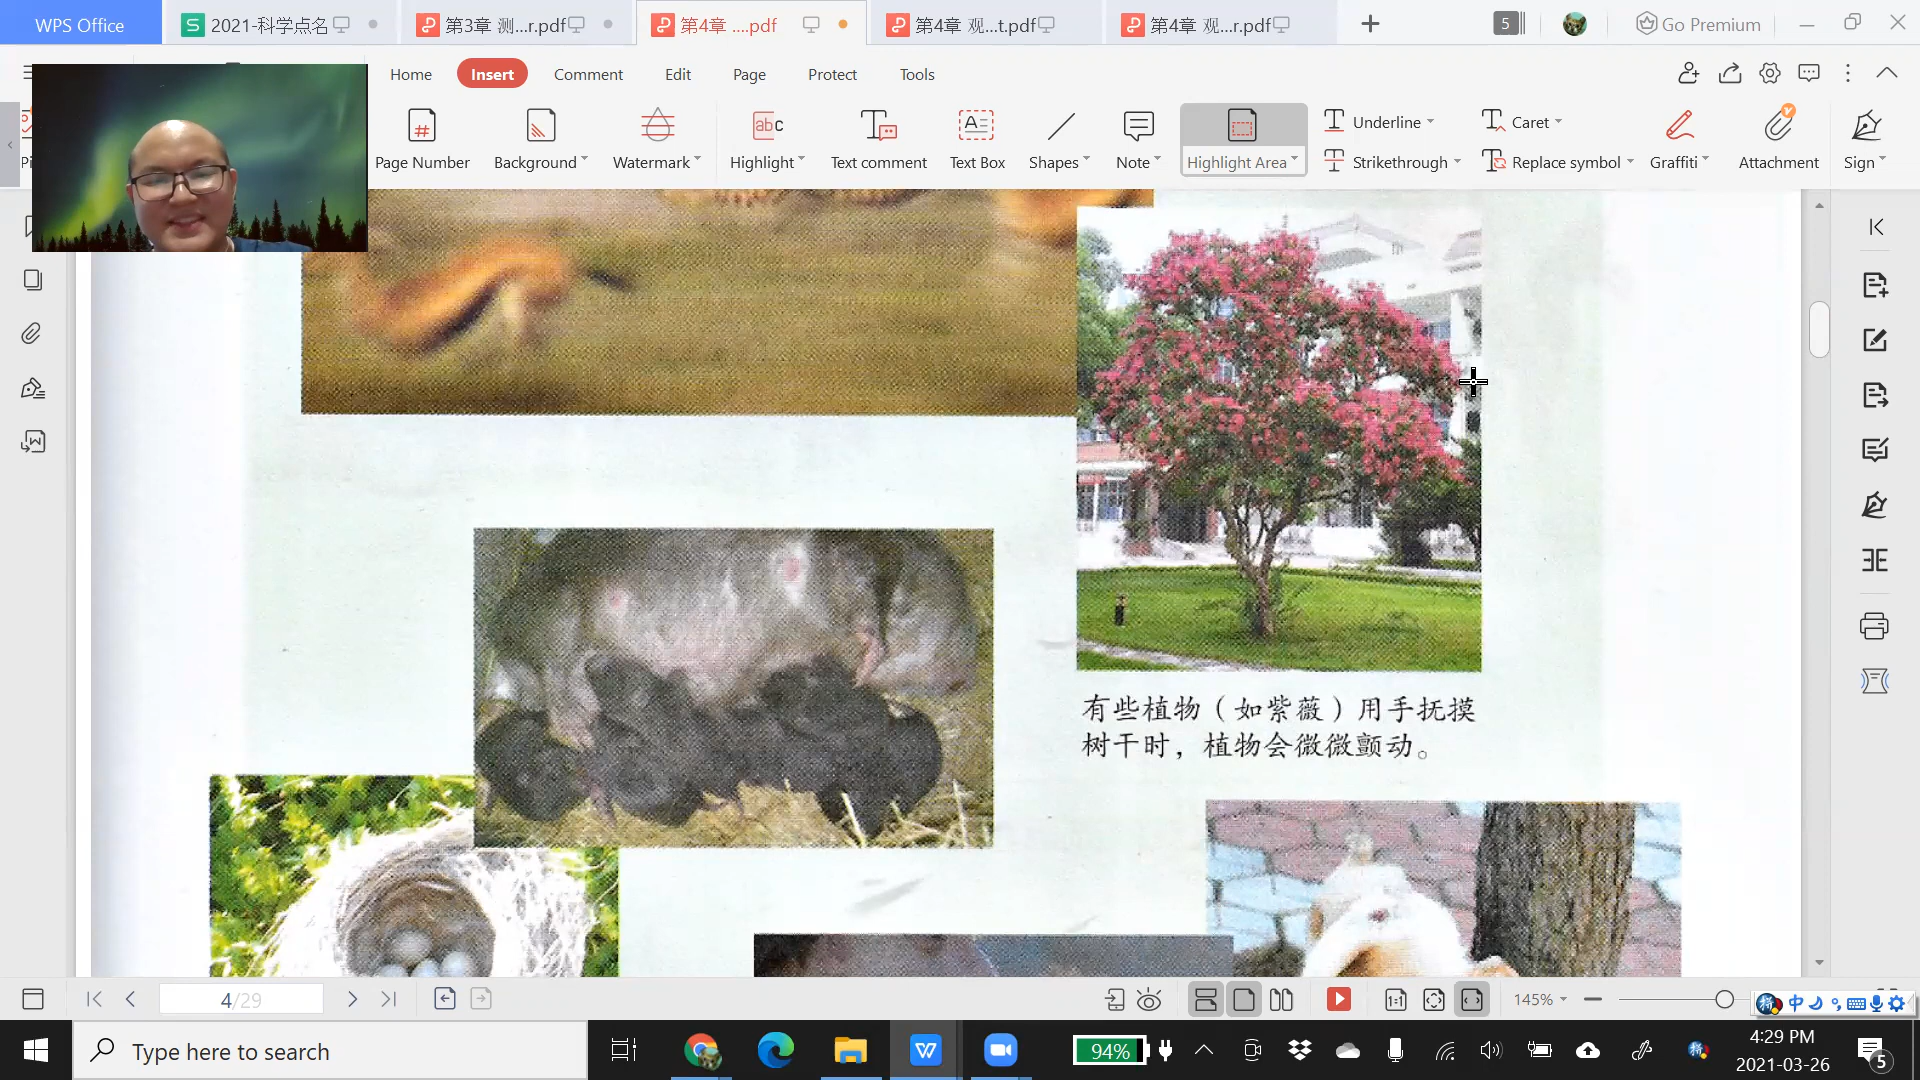 WPS Office
2021-科学点名
第3章 测...r.pdf
第4章 ....pdf
第4章 观...t.pdf
第4章 观...r.pdf
5
Go Premium
Home
Insert
Comment
Edit
Page
Protect
Tools
Page Number
Background
Watermark
Highlight
Text comment
Text Box
Shapes
Note
Highlight Area
Underline
Strikethrough
Caret
Replace symbol
Graffiti
Attachment
Sign
有些植物（如紫薇）用手抚摸
树干时，植物会微微颤动。
4/29
1:1
145%
中
Type here to search
94%
4:29 PM
2021-03-26
5